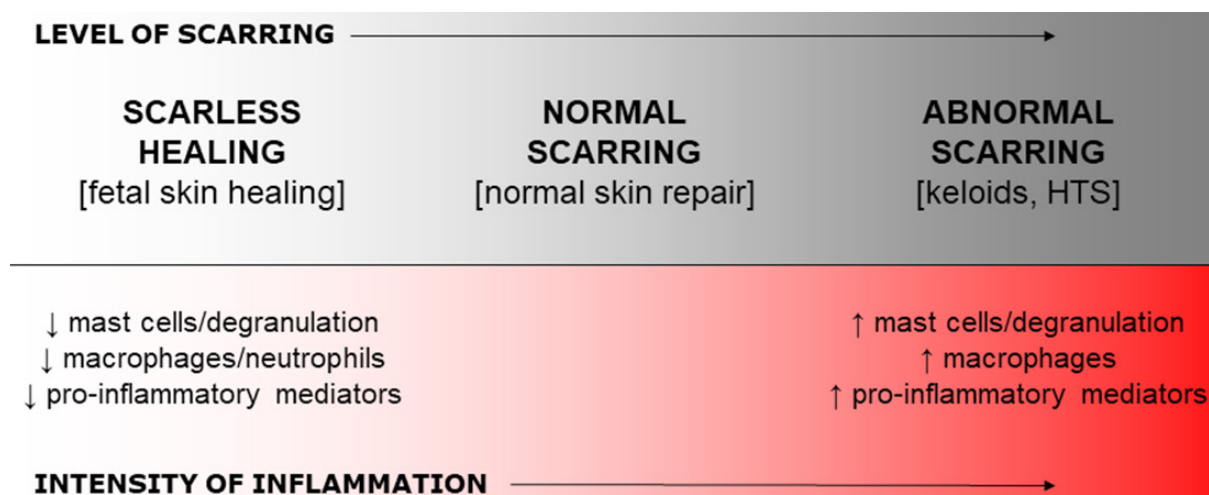 LEVEL OF SCARRING
SCARLESS
HEALING
[fetal skin healing]
NORMAL
SCARRING
[normal skin repair]
ABNORMAL
SCARRING
[keloids, HTS]
↓ mast cells/degranulation
↓ macrophages/neutrophils
↓ pro-inflammatory mediators
↑ mast cells/degranulation
↑ macrophages
↑ pro-inflammatory mediators
INTENSITY OF INFLAMMATION